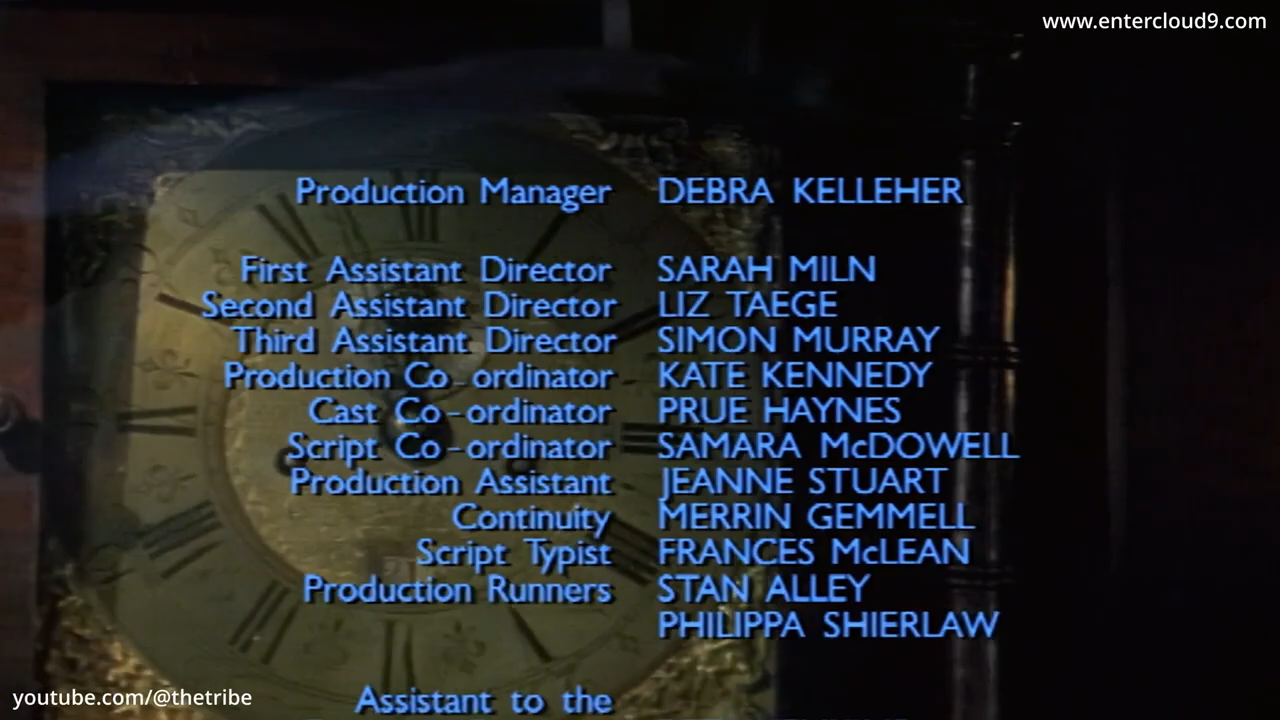 www.entercloud9.com
Production Manager DEBRA KELLEHER
First Assistant Director SARAH MILN
Second Assistant Director LIZ TAEGE
Third Assistant Director SIMON MURRAY
Production Co-ordinator KATE KENNEDY
Cast Co-ordinator PRUE HAYNES
Script Co-ordinator SAMARA McDOWELL
Production Assistant JEANNE STUART
Continuity MERRIN GEMMELL
Script Typist FRANCES McLEAN
Production Runners STAN ALLEY
PHILIPPA SHIERLAW
Assistant to the
youtube.com/@thetribe